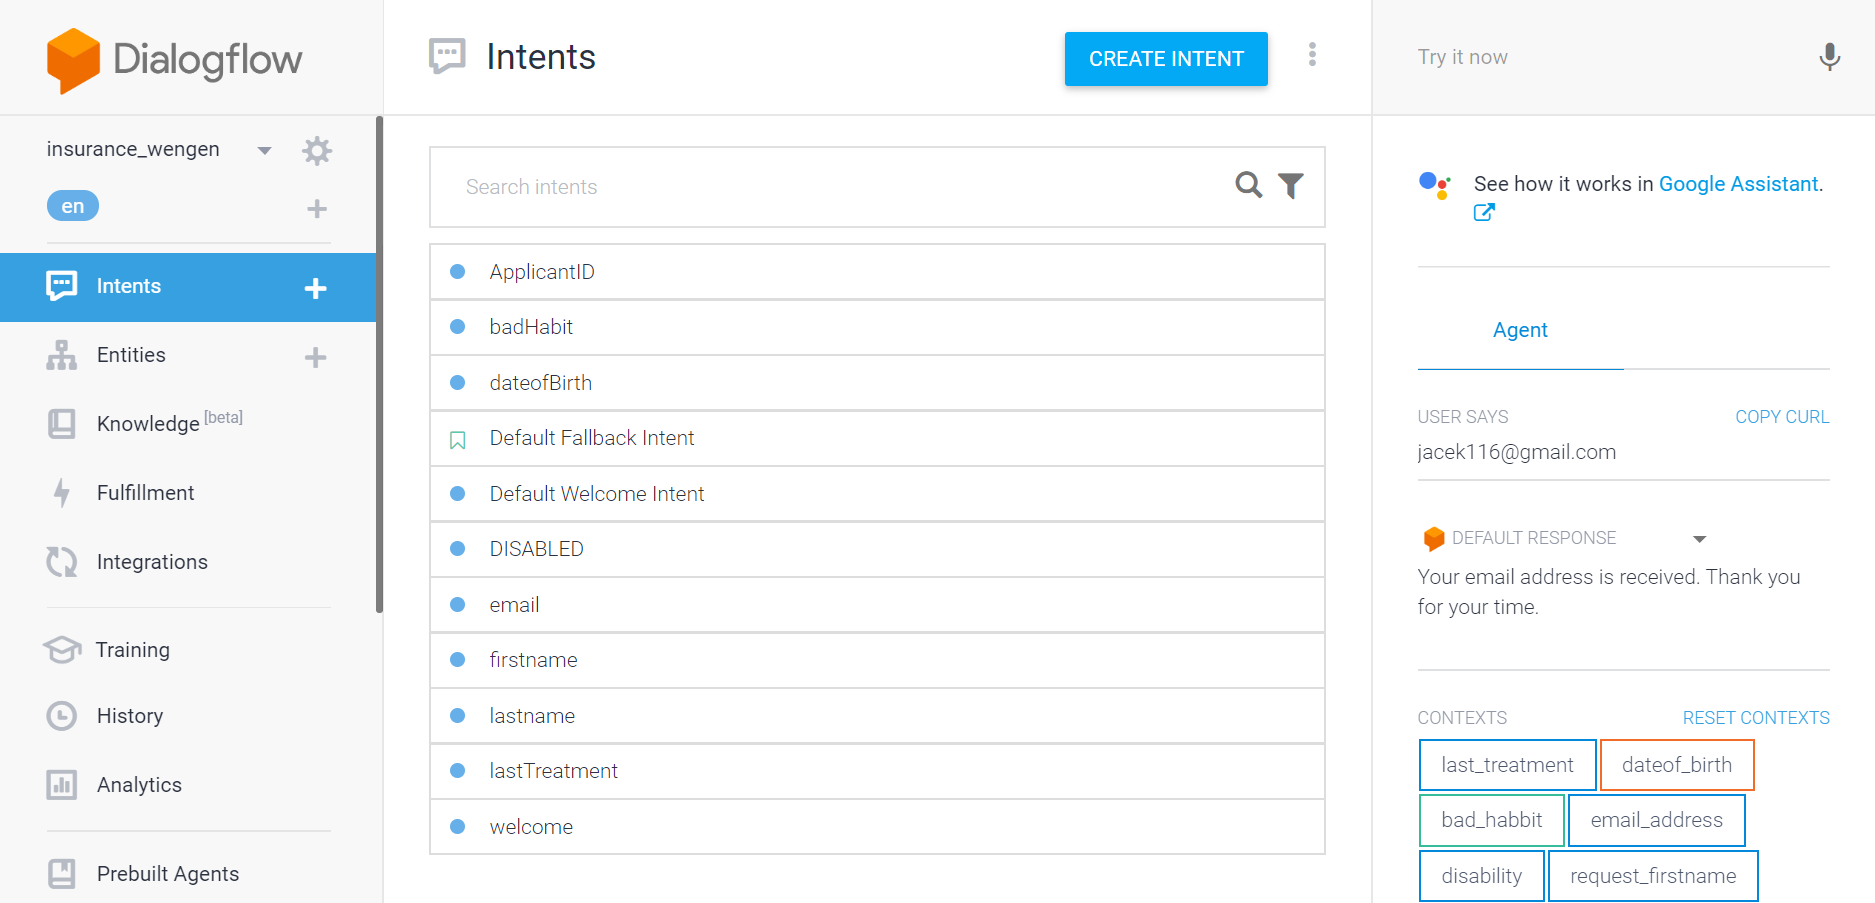 Dialogflow
insurance_wengen
en
Intents
Entities
Knowledge [beta]
Fulfillment
Integrations
Training
History
Analytics
Prebuilt Agents
Intents
CREATE INTENT
Search intents
ApplicantID
badHabit
dateofBirth
Default Fallback Intent
Default Welcome Intent
DISABLED
email
firstname
lastname
lastTreatment
welcome
Try it now
See how it works in Google Assistant.
Agent
USER SAYS COPY CURL
jacek116@gmail.com
DEFAULT RESPONSE
Your email address is received. Thank you
for your time.
CONTEXTS RESET CONTEXTS
last_treatment dateof_birth
bad_habbit email_address
disability request_firstname